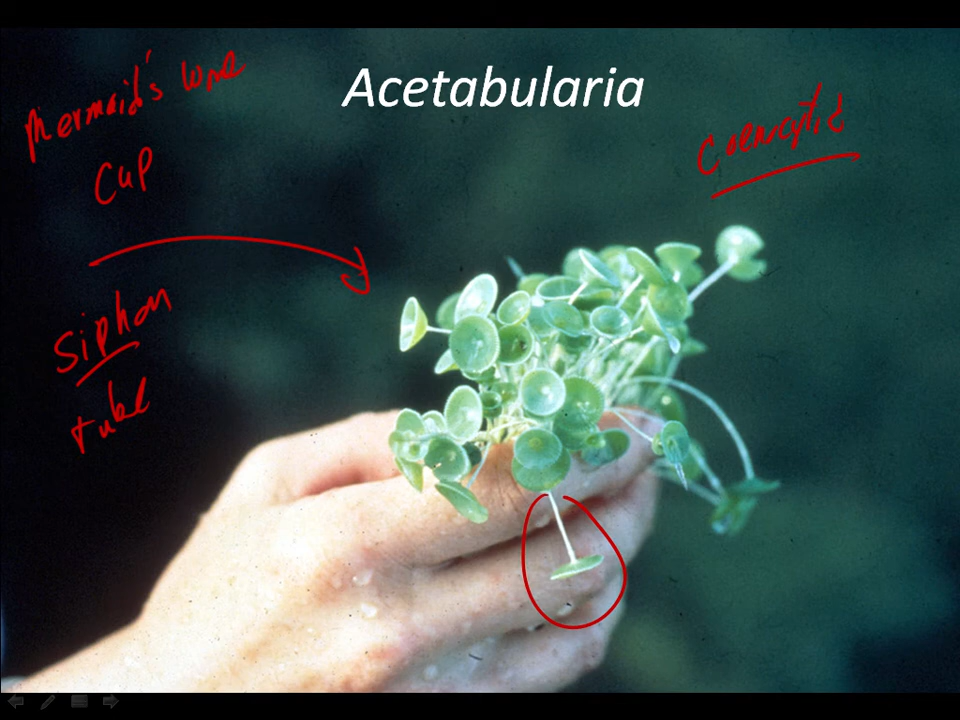 Acetabularia
Mermaid's wine
cup
Siphon
tube
Coenocytic